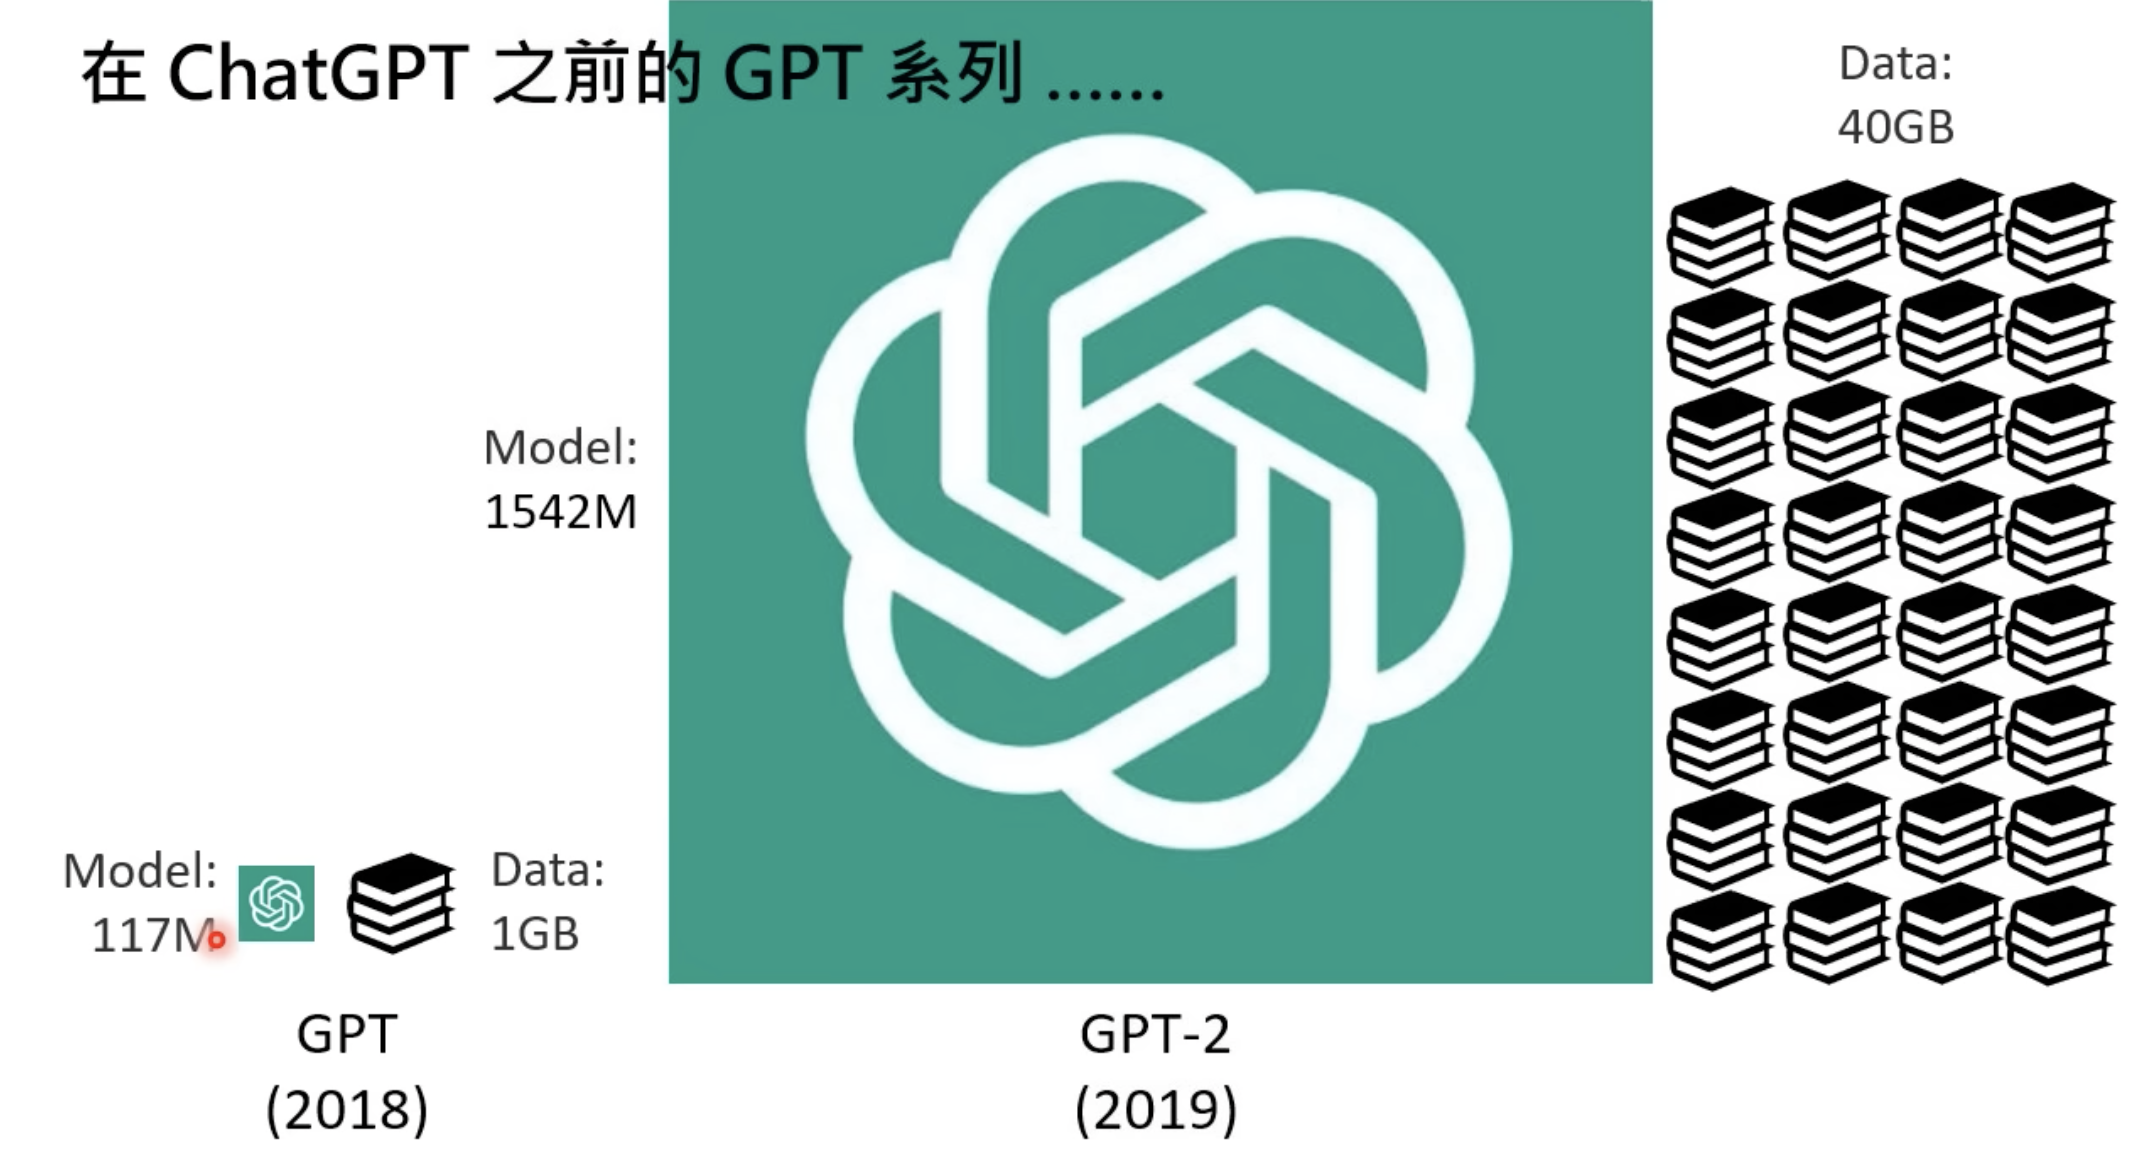 在 ChatGPT 之前的 GPT 系列 ......
Data:
40GB
Model:
1542M
Model:
117M
Data:
1GB
GPT
(2018)
GPT-2
(2019)